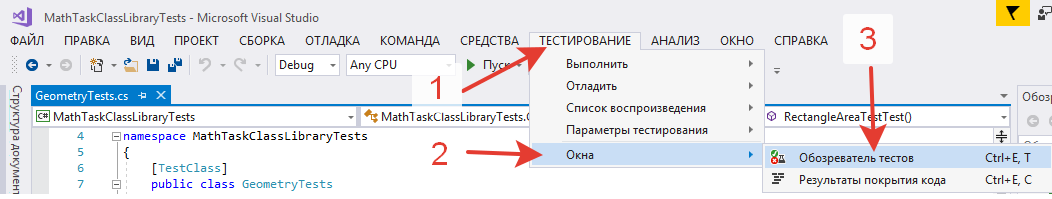 MathTaskClassLibraryTests - Microsoft Visual Studio
ФАЙЛ ПРАВКА ВИД ПРОЕКТ СБОРКА ОТЛАДКА КОМАНДА СРЕДСТВА ТЕСТИРОВАНИЕ АНАЛИЗ ОКНО СПРАВКА
3
Debug Any CPU Пуск
1
Выполнить
Отладить
Список воспроизведения
Параметры тестирования
Окна
2
Обозреватель тестов Ctrl+E, T
Результаты покрытия кода Ctrl+E, C
Структура документа
GeometryTests.cs
C# MathTaskClassLibraryTests MathTaskClassLibraryTests. RectangleAreaTestTest()
4 namespace MathTaskClassLibraryTests
5 {
6 [TestClass]
7 public class GeometryTests